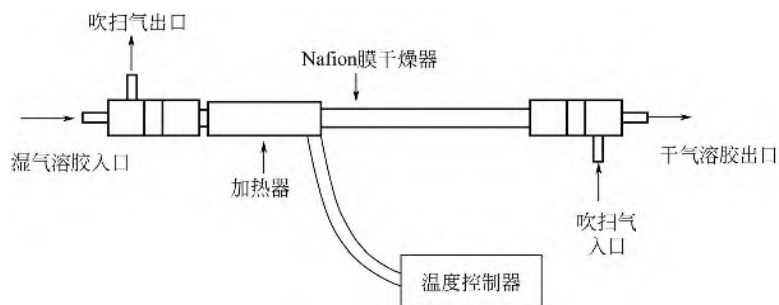 吹扫气出口
Nafion膜干燥器
湿气溶胶入口
加热器
干气溶胶出口
吹扫气
入口
温度控制器